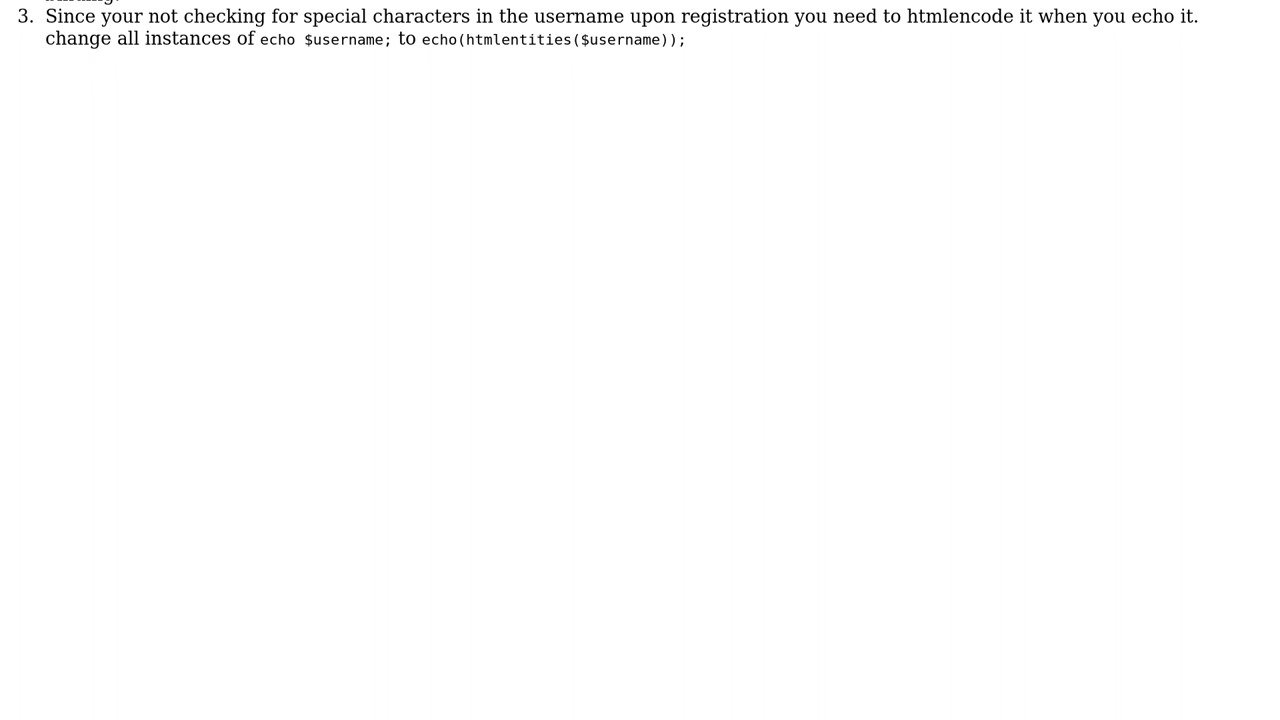 3. Since your not checking for special characters in the username upon registration you need to htmlencode it when you echo it.
change all instances of echo $username; to echo(htmlentities($username));